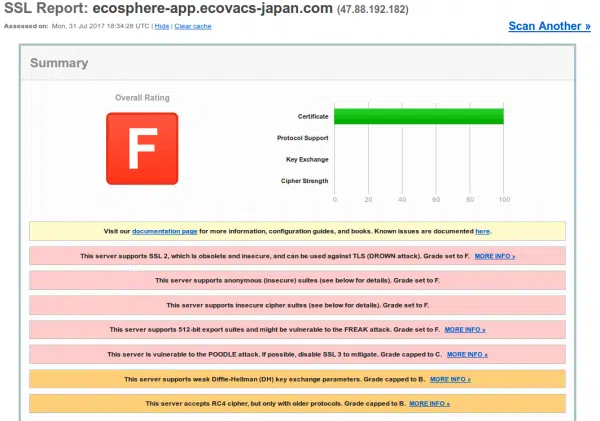 SSL Report: ecosphere-app.ecovacs-japan.com (47.88.192.182)
Assessed on: Mon, 31 Jul 2017 18:34:28 UTC | Hide | Clear cache
Scan Another »
Summary
Overall Rating
F
Certificate
Protocol Support
Key Exchange
Cipher Strength
0 20 40 60 80 100
Visit our documentation page for more information, configuration guides, and books. Known issues are documented here.
This server supports SSL 2, which is obsolete and insecure, and can be used against TLS (DROWN attack). Grade set to F. MORE INFO »
This server supports anonymous (insecure) suites (see below for details). Grade set to F.
This server supports insecure cipher suites (see below for details). Grade set to F.
This server supports 512-bit export suites and might be vulnerable to the FREAK attack. Grade set to F. MORE INFO »
This server is vulnerable to the POODLE attack. If possible, disable SSL 3 to mitigate. Grade capped to C. MORE INFO »
This server supports weak Diffie-Hellman (DH) key exchange parameters. Grade capped to B. MORE INFO »
This server accepts RC4 cipher, but only with older protocols. Grade capped to B. MORE INFO »